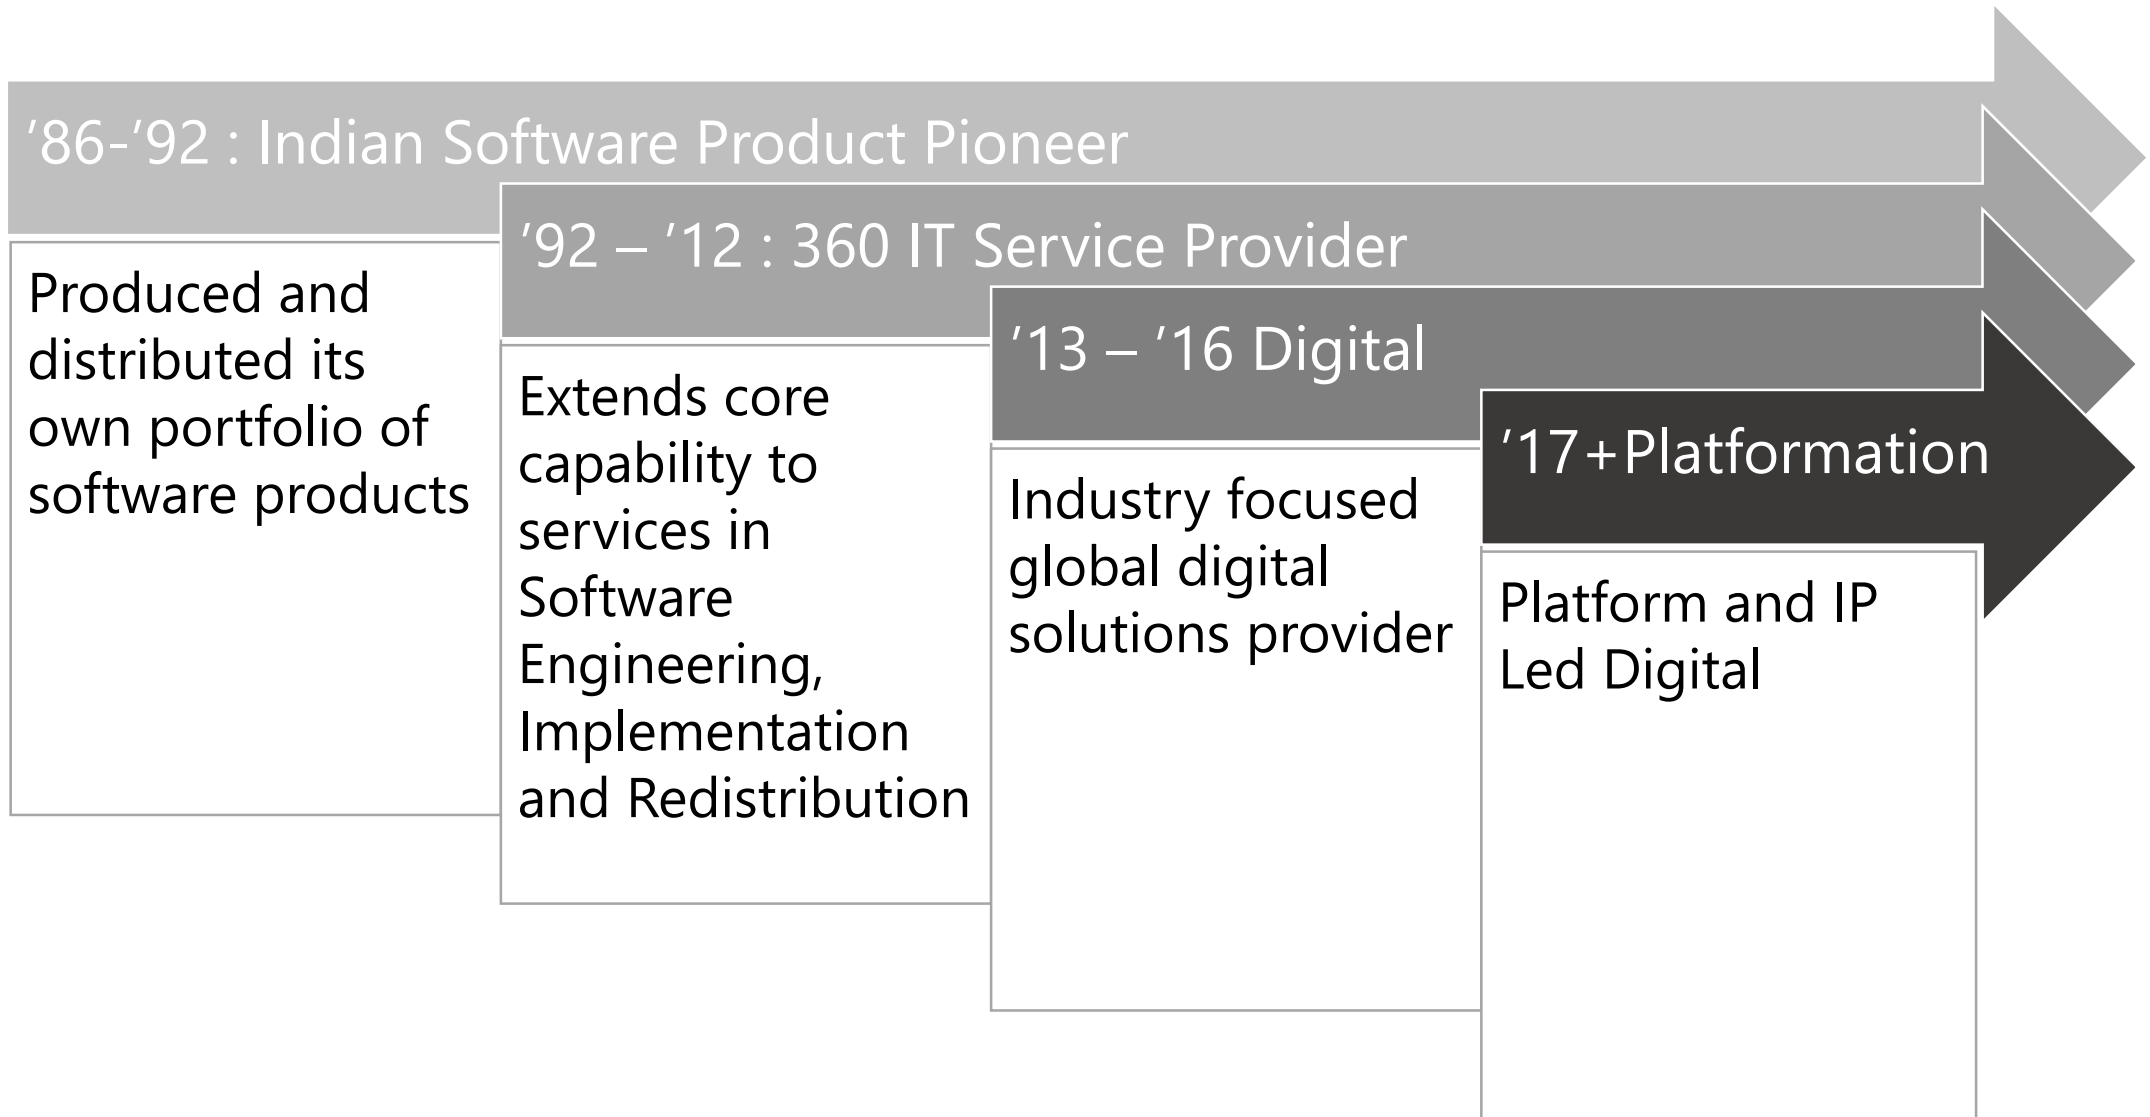 ’86-’92 : Indian Software Product Pioneer
Produced and
distributed its
own portfolio of
software products
’92 – ’12 : 360 IT Service Provider
Extends core
capability to
services in
Software
Engineering,
Implementation
and Redistribution
’13 – ’16 Digital
Industry focused
global digital
solutions provider
’17+Platformation
Platform and IP
Led Digital